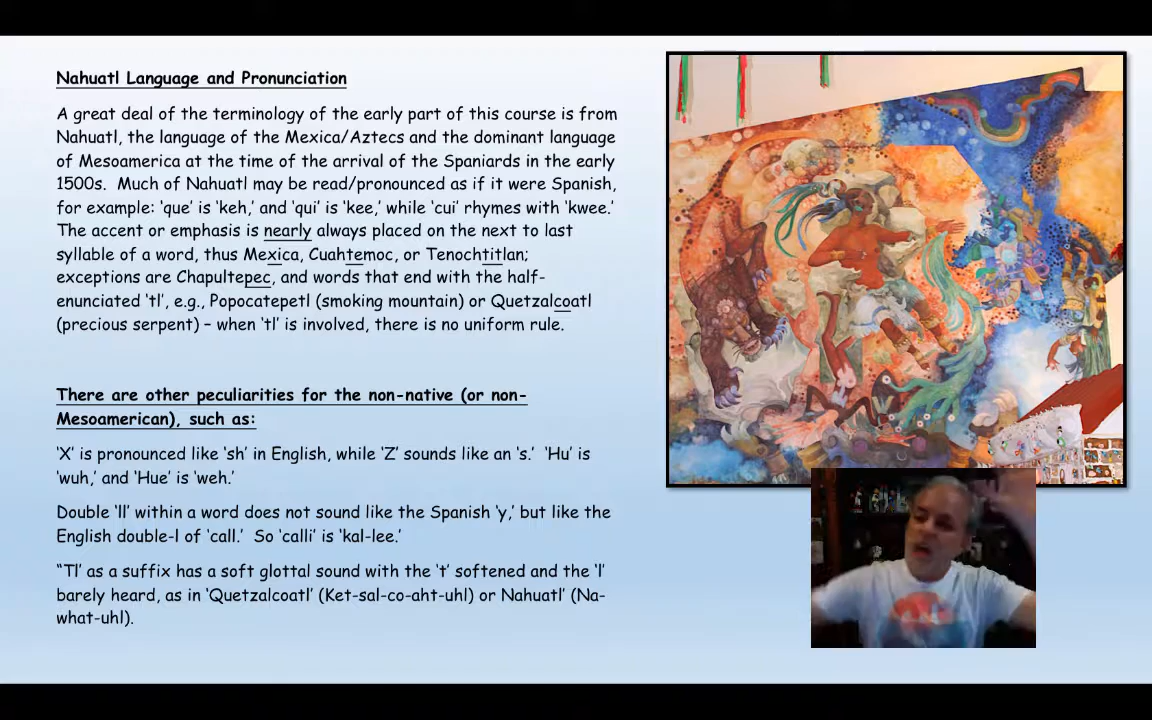 Nahuatl Language and Pronunciation
A great deal of the terminology of the early part of this course is from
Nahuatl, the language of the Mexica/Aztecs and the dominant language
of Mesoamerica at the time of the arrival of the Spaniards in the early
1500s.  Much of Nahuatl may be read/pronounced as if it were Spanish,
for example: ‘que’ is ‘keh,’ and ‘qui’ is ‘kee,’ while ‘cui’ rhymes with ‘kwee.’
The accent or emphasis is nearly always placed on the next to last
syllable of a word, thus Mexica, Cuahtemoc, or Tenochtitlan;
exceptions are Chapultepec, and words that end with the half-
enunciated ‘tl’, e.g., Popocatepetl (smoking mountain) or Quetzalcoatl
(precious serpent) – when ‘tl’ is involved, there is no uniform rule.
There are other peculiarities for the non-native (or non-
Mesoamerican), such as:
‘X’ is pronounced like ‘sh’ in English, while ‘Z’ sounds like an ‘s.’  ‘Hu’ is
‘wuh,’ and ‘Hue’ is ‘weh.’
Double ‘ll’ within a word does not sound like the Spanish ‘y,’ but like the
English double-l of ‘call.’  So ‘calli’ is ‘kal-lee.’
“Tl’ as a suffix has a soft glottal sound with the ‘t’ softened and the ‘l’
barely heard, as in ‘Quetzalcoatl’ (Ket-sal-co-aht-uhl) or Nahuatl’ (Na-
what-uhl).